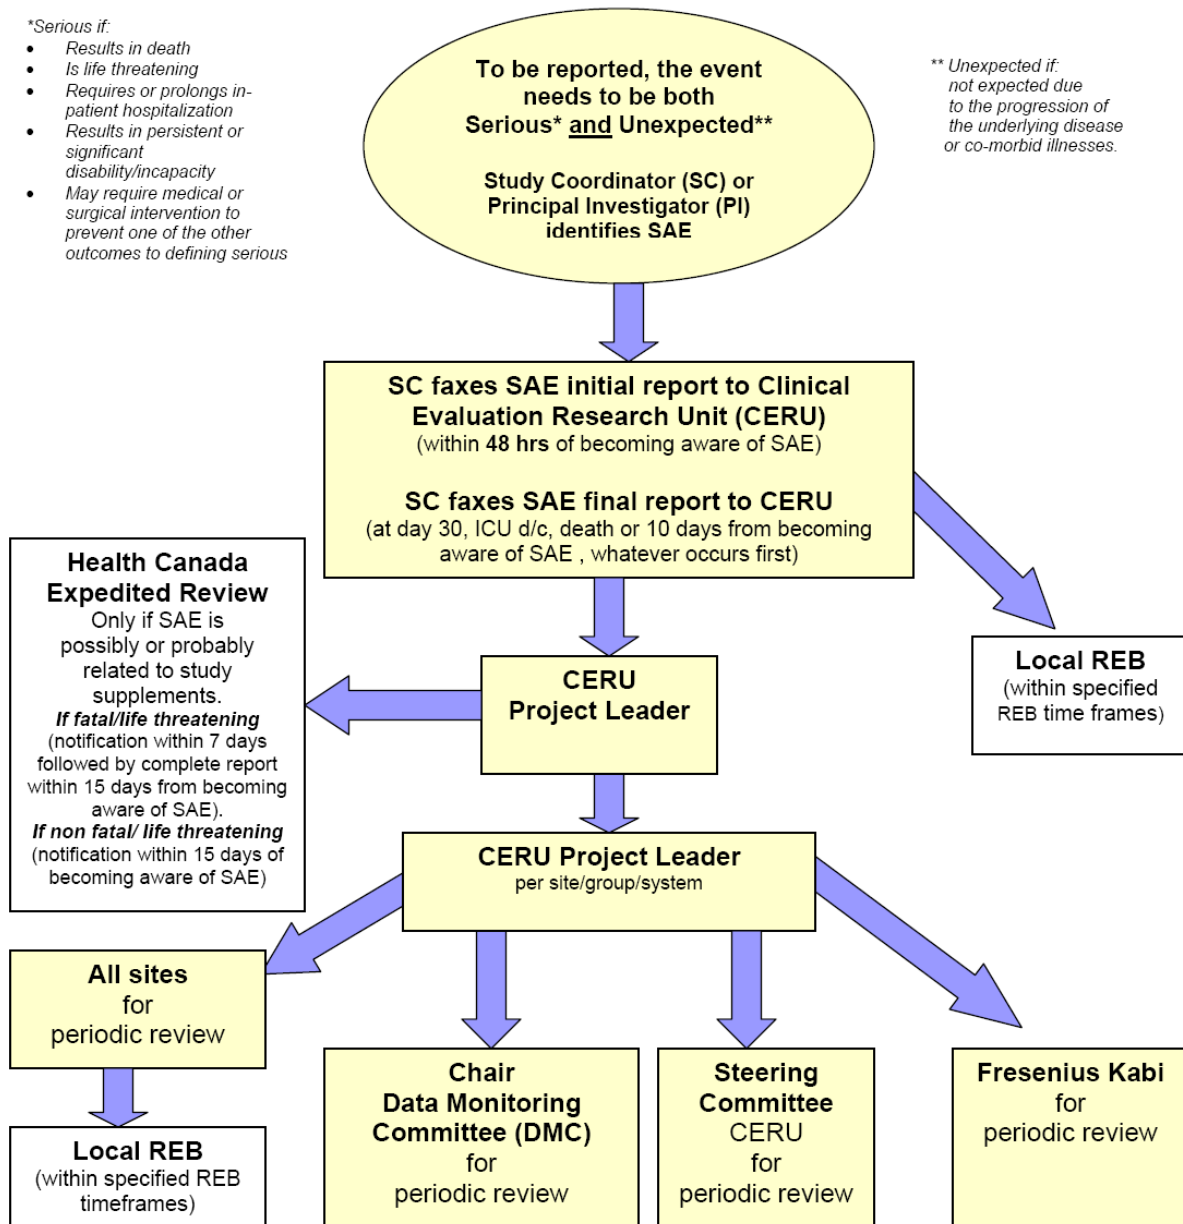 *Serious if:
• Results in death
• Is life threatening
• Requires or prolongs in-
patient hospitalization
• Results in persistent or
significant
disability/incapacity
• May require medical or
surgical intervention to
prevent one of the other
outcomes to defining serious
To be reported, the event
needs to be both
Serious* and Unexpected**
Study Coordinator (SC) or
Principal Investigator (PI)
identifies SAE
** Unexpected if:
not expected due
to the progression of
the underlying disease
or co-morbid illnesses.
SC faxes SAE initial report to Clinical
Evaluation Research Unit (CERU)
(within 48 hrs of becoming aware of SAE)
SC faxes SAE final report to CERU
(at day 30, ICU d/c, death or 10 days from becoming
aware of SAE , whatever occurs first)
Health Canada
Expedited Review
Only if SAE is
possibly or probably
related to study
supplements.
If fatal/life threatening
(notification within 7 days
followed by complete report
within 15 days from becoming
aware of SAE).
If non fatal/ life threatening
(notification within 15 days of
becoming aware of SAE)
CERU
Project Leader
Local REB
(within specified
REB time frames)
CERU Project Leader
per site/group/system
All sites
for
periodic review
Local REB
(within specified REB
timeframes)
Chair
Data Monitoring
Committee (DMC)
for
periodic review
Steering
Committee
CERU
for
periodic review
Fresenius Kabi
for
periodic review